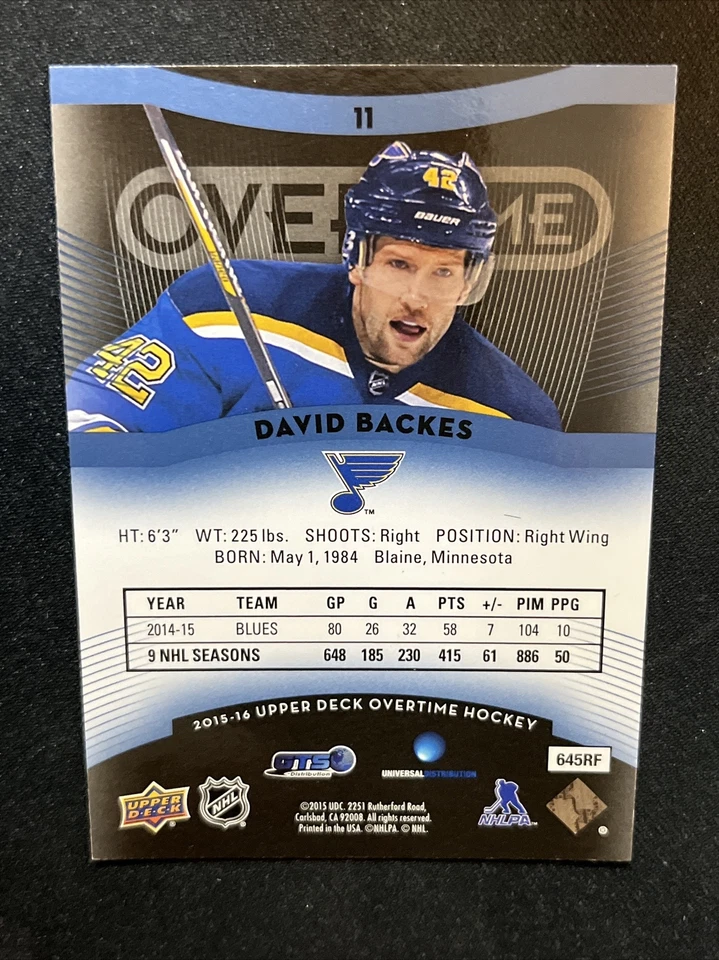 11
OVERTIME
42
BAUER
42
DAVID BACKES
TM
HT: 6'3" WT: 225 lbs. SHOOTS: Right POSITION: Right Wing
BORN: May 1, 1984 Blaine, Minnesota
YEAR TEAM GP G A PTS +/- PIM PPG
2014-15 BLUES 80 26 32 58 7 104 10
9 NHL SEASONS 648 185 230 415 61 886 50
2015-16 UPPER DECK OVERTIME HOCKEY
GTS
Distribution
UNIVERSALDISTRIBUTION
645RF
UPPER DECK
NHL
©2015 UDC. 2251 Rutherford Road,
Carlsbad, CA 92008. All rights reserved.
Printed in the USA. ©NHLPA. © NHL.
NHLPA